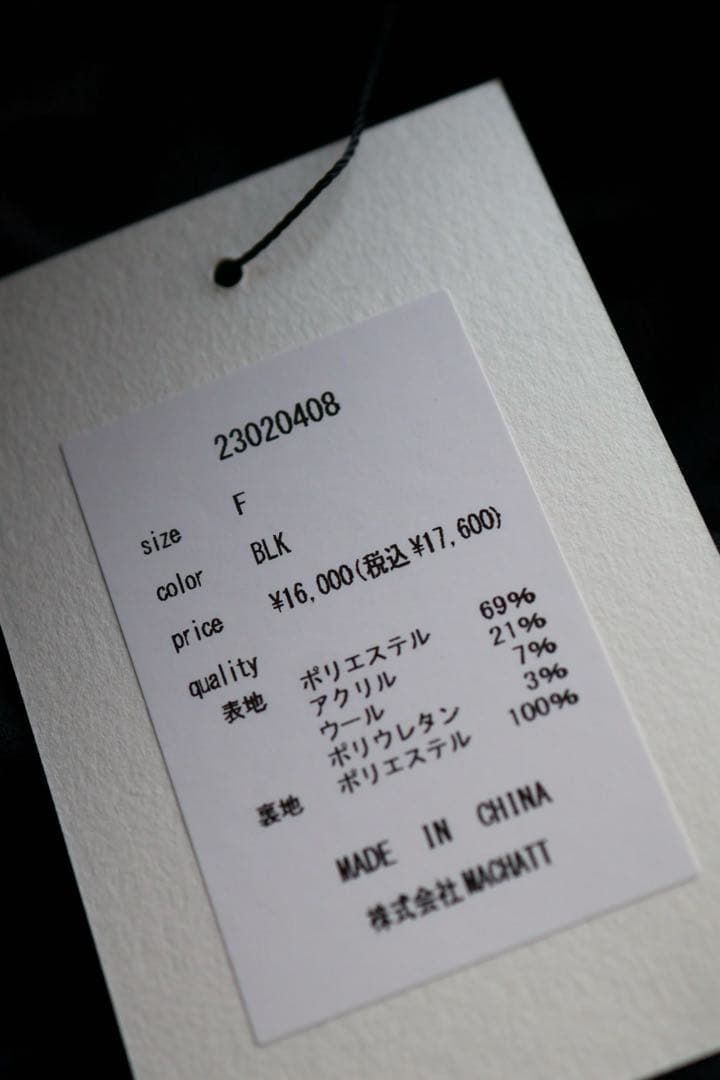 23020408
size F
color BLK
price ¥16,000(税込¥17,600)
quality
表地 ポリエステル 69%
アクリル 21%
ウール 7%
ポリウレタン 3%
裏地 ポリエステル 100%
MADE IN CHINA
株式会社MACHATT